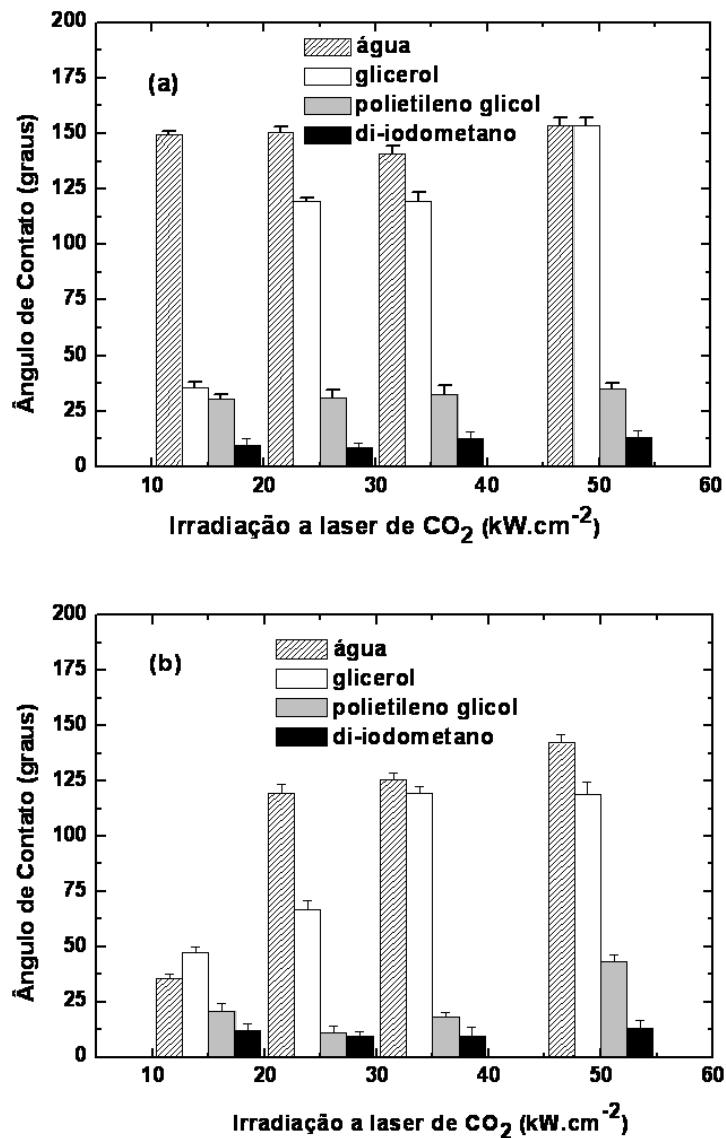 200
(a)
água
175
glicerol
polietileno glicol
150
di-iodometano
125
100
75
50
25
0
Ângulo de Contato (graus)
10 20 30 40 50 60
Irradiação a laser de CO2 (kW.cm-2)
200
(b)
água
175
glicerol
polietileno glicol
150
di-iodometano
125
100
75
50
25
0
Ângulo de Contato (graus)
10 20 30 40 50 60
Irradiação a laser de CO2 (kW.cm-2)